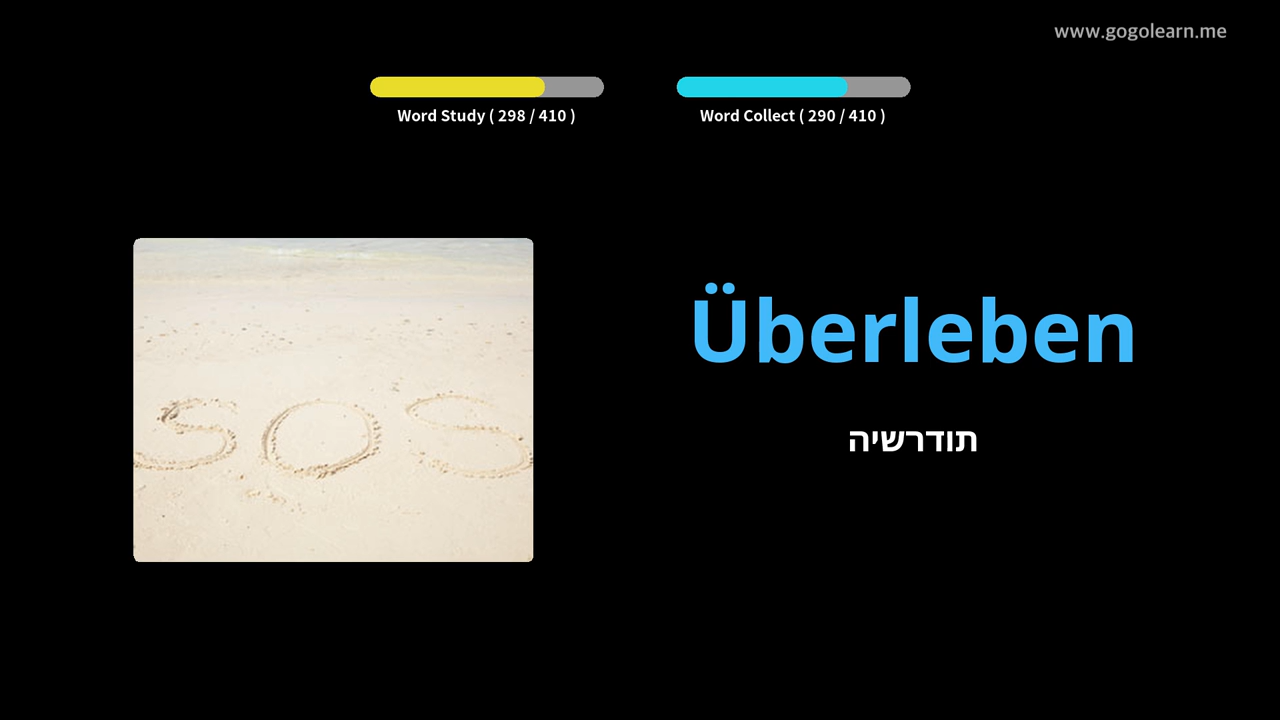 www.gogolearn.me
Word Study ( 298 / 410 )
Word Collect ( 290 / 410 )
Überleben
תודרשיה
SOS